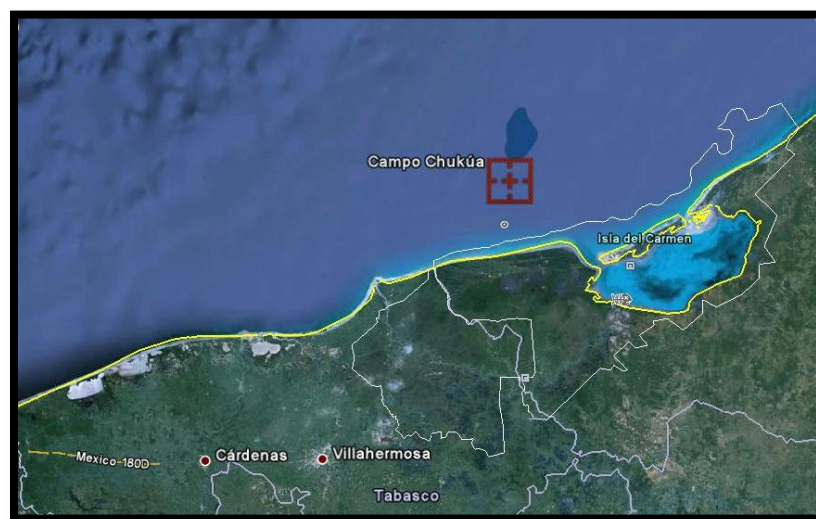 Campo Chukúa
Isla del Carmen
Mexico 180D
Cárdenas
Villahermosa
Tabasco